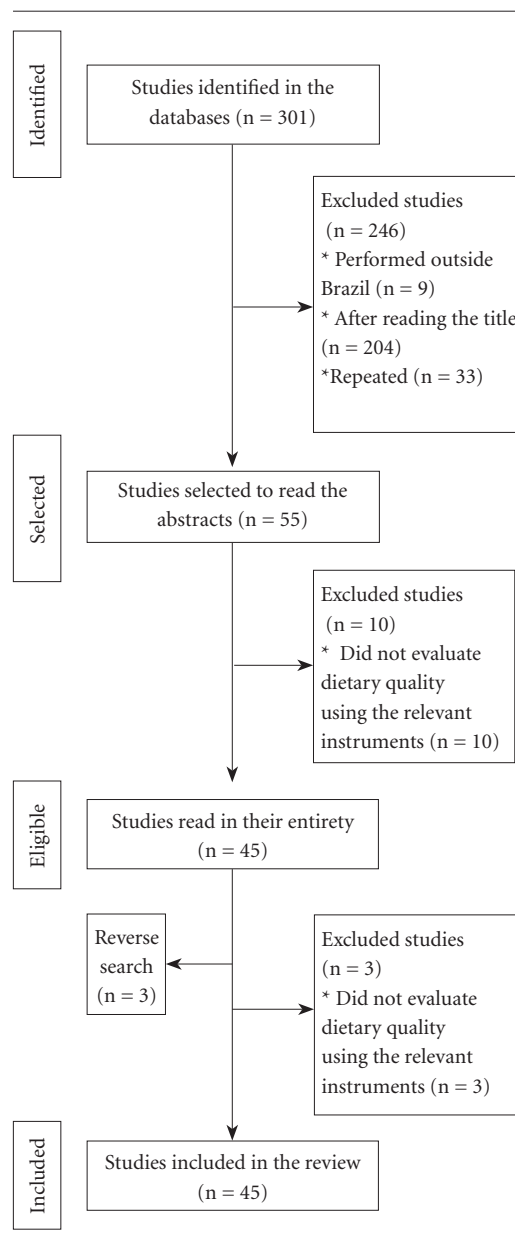 Identified
Studies identified in the
databases (n = 301)
Excluded studies
(n = 246)
* Performed outside
Brazil (n = 9)
* After reading the title
(n = 204)
*Repeated (n = 33)
Selected
Studies selected to read the
abstracts (n = 55)
Excluded studies
(n = 10)
* Did not evaluate
dietary quality
using the relevant
instruments (n = 10)
Eligible
Studies read in their entirety
(n = 45)
Reverse
search
(n = 3)
Excluded studies
(n = 3)
* Did not evaluate
dietary quality
using the relevant
instruments (n = 3)
Included
Studies included in the review
(n = 45)